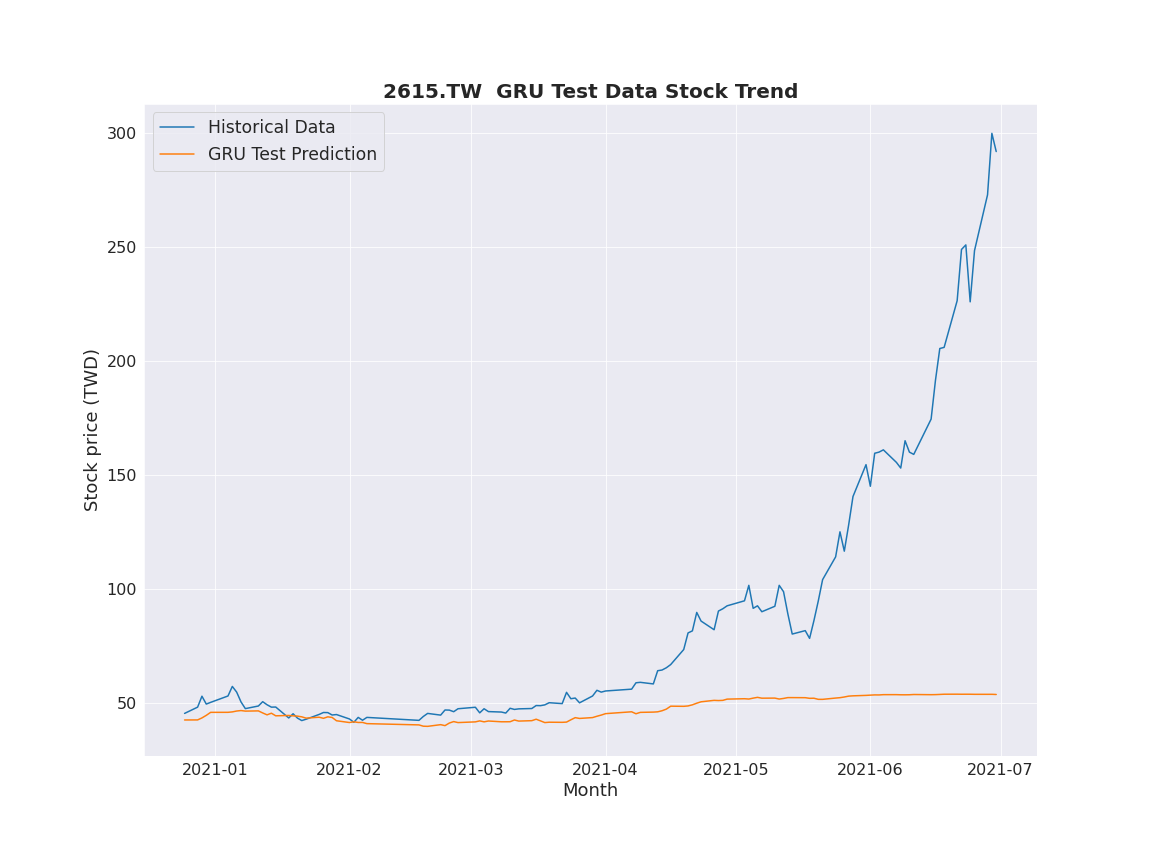 2615.TW  GRU Test Data Stock Trend
Historical Data
GRU Test Prediction
Stock price (TWD)
300
250
200
150
100
50
2021-01 2021-02 2021-03 2021-04 2021-05 2021-06 2021-07
Month